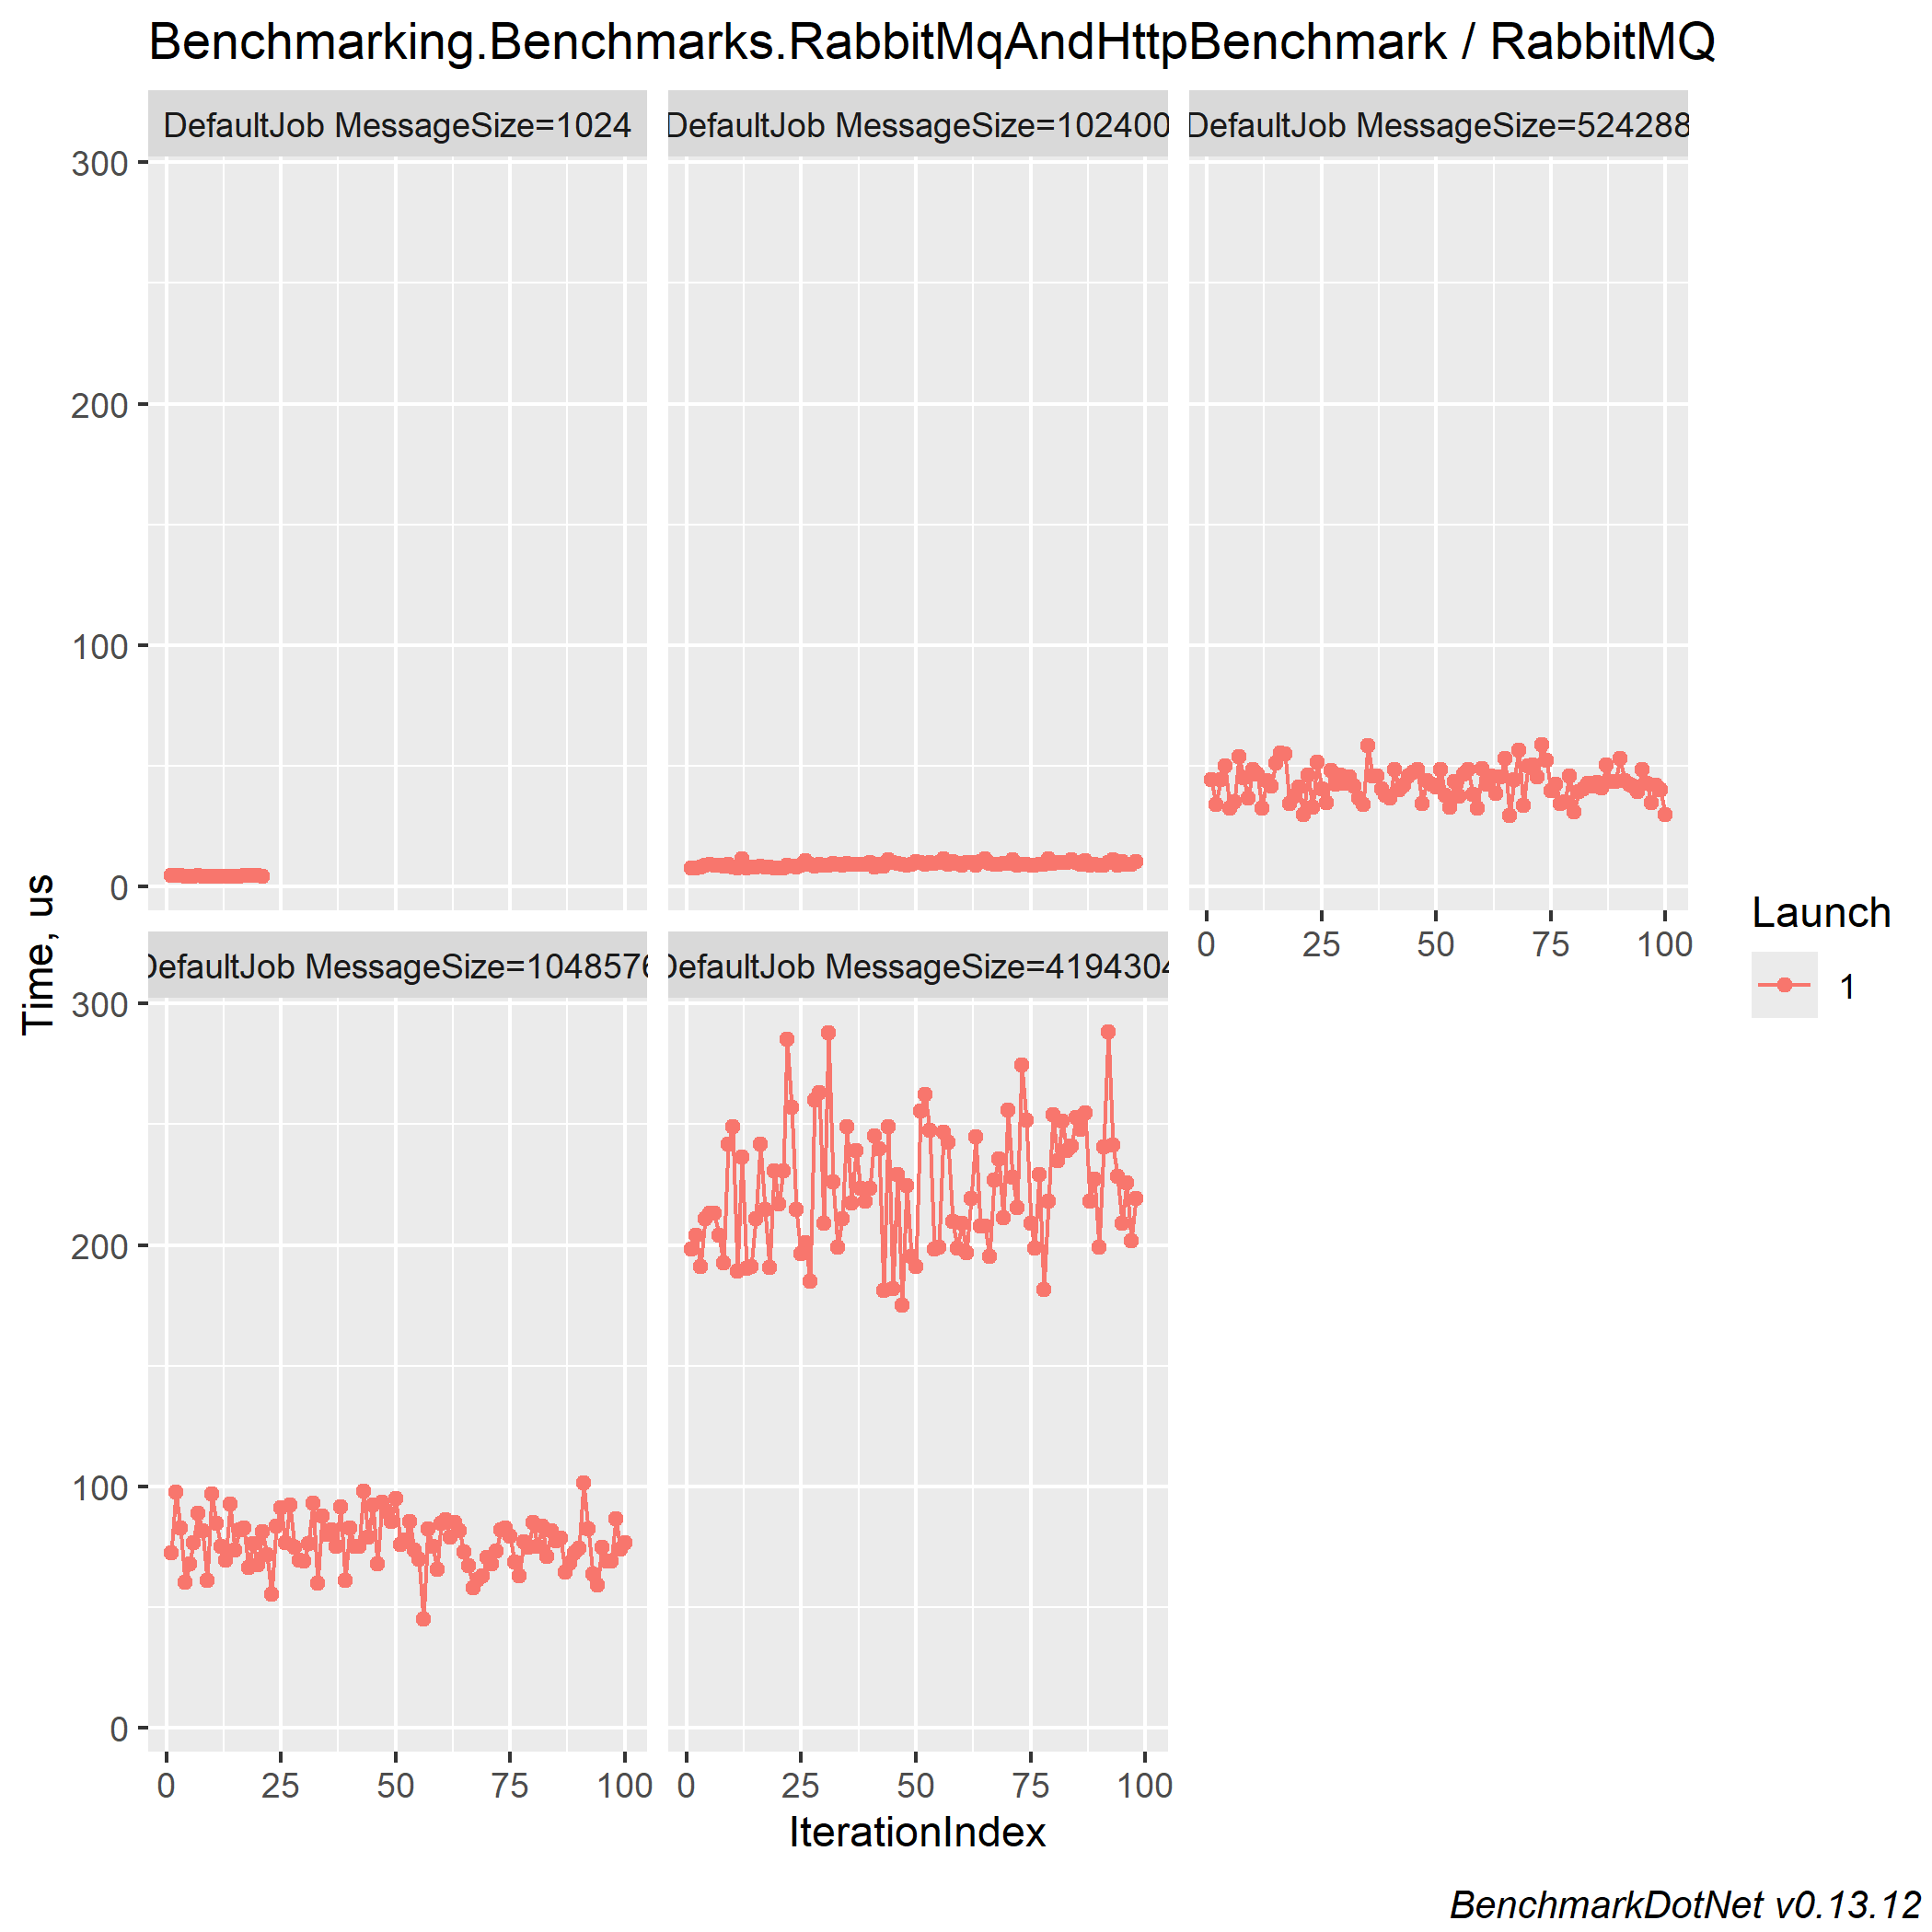 Benchmarking.Benchmarks.RabbitMqAndHttpBenchmark / RabbitMQ
DefaultJob MessageSize=1024
DefaultJob MessageSize=102400
DefaultJob MessageSize=524288
300
200
100
0
0 25 50 75 100
DefaultJob MessageSize=1048576
DefaultJob MessageSize=4194304
300
200
100
0
0 25 50 75 100
0 25 50 75 100
Time, us
IterationIndex
Launch
1
BenchmarkDotNet v0.13.12